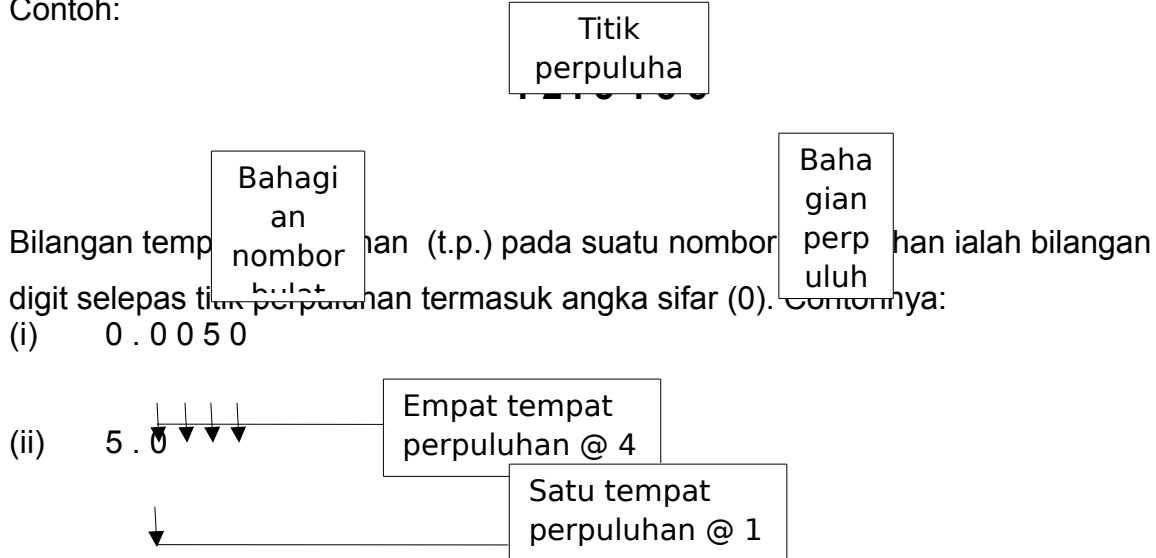 Contoh:
Titik
perpuluha
Bahagi
an
nombor
Baha
gian
perp
uluh
Bilangan temp an (t.p.) pada suatu nombor han ialah bilangan
digit selepas titik perpuluhan termasuk angka sifar (0). Contohnya:
(i) 0 . 0 0 5 0
Empat tempat
perpuluhan @ 4
(ii) 5 . 0
Satu tempat
perpuluhan @ 1